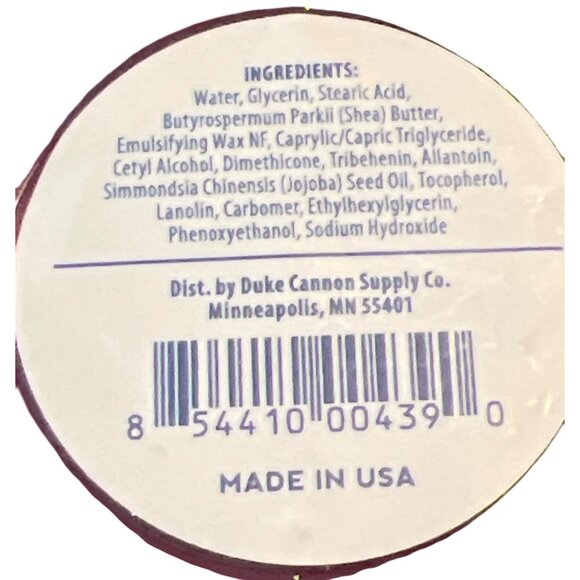 INGREDIENTS:
Water, Glycerin, Stearic Acid,
Butyrospermum Parkii (Shea) Butter,
Emulsifying Wax NF, Caprylic/Capric Triglyceride,
Cetyl Alcohol, Dimethicone, Tribehenin, Allantoin,
Simmondsia Chinensis (Jojoba) Seed Oil, Tocopherol,
Lanolin, Carbomer, Ethylhexylglycerin,
Phenoxyethanol, Sodium Hydroxide
Dist. by Duke Cannon Supply Co.
Minneapolis, MN 55401
8 54410 00439 0
MADE IN USA